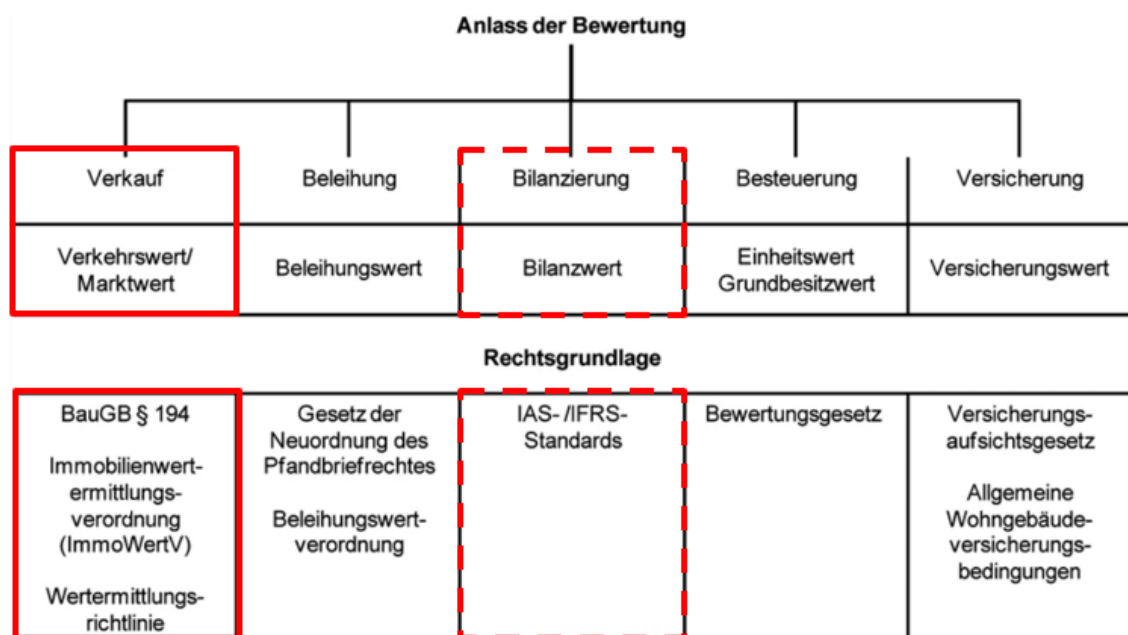 Anlass der Bewertung
Verkauf
Beleihung
Bilanzierung
Besteuerung
Versicherung
Verkehrswert/
Marktwert
Beleihungswert
Bilanzwert
Einheitswert
Grundbesitzwert
Versicherungswert
Rechtsgrundlage
BauGB § 194
Immobilienwert-
ermittlungs-
verordnung
(ImmoWertV)
Wertermittlungs-
richtlinie
Gesetz der
Neuordnung des
Pfandbriefrechtes
Beleihungswert-
verordnung
IAS- /IFRS-
Standards
Bewertungsgesetz
Versicherungs-
aufsichtsgesetz
Allgemeine
Wohngebäude-
versicherungs-
bedingungen